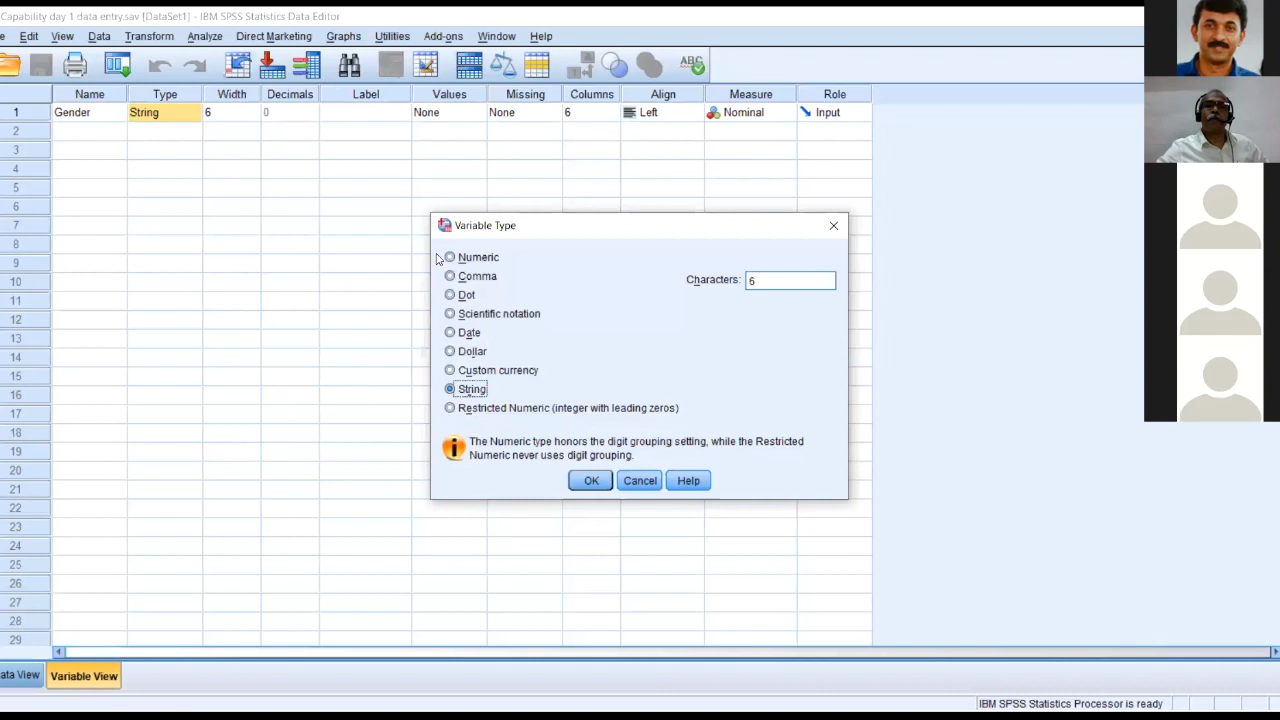 Capability day 1 data entry.sav [DataSet1] - IBM SPSS Statistics Data Editor
e Edit View Data Transform Analyze Direct Marketing Graphs Utilities Add-ons Window Help
ABC
Name Type Width Decimals Label Values Missing Columns Align Measure Role
1 Gender String 6 0 None None 6 Left Nominal Input
2
3
4
5
6
7
8
9
10
11
12
13
14
15
16
17
18
19
20
21
22
23
24
25
26
27
28
29
Variable Type
Numeric
Comma
Dot
Scientific notation
Date
Dollar
Custom currency
String
Restricted Numeric (integer with leading zeros)
Characters: 6
The Numeric type honors the digit grouping setting, while the Restricted
Numeric never uses digit grouping.
OK Cancel Help
ata View Variable View
IBM SPSS Statistics Processor is ready